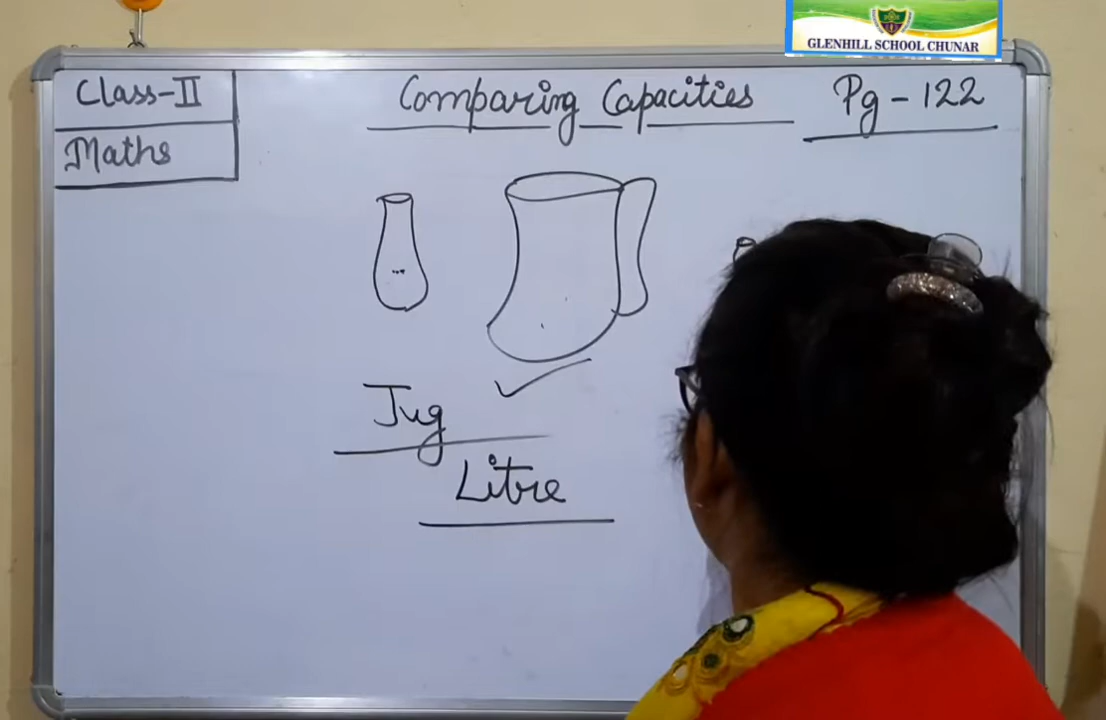 GLENHILL SCHOOL CHUNAR
Class-II
Maths
Comparing Capacities
Pg-122
Jug
Litre